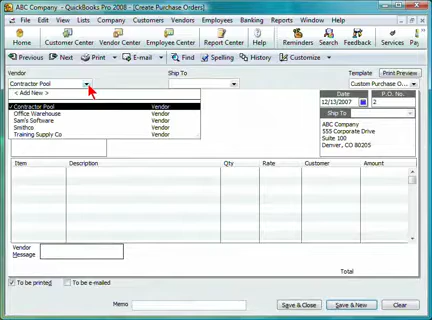 ABC Company - QuickBooks Pro 2008 - [Create Purchase Orders]
File Edit View Lists Company Customers Vendors Employees Banking Reports Window Help
Home Customer Center Vendor Center Employee Center Report Center Help Reminders Search Feedback Services Pay
Previous Next Print E-mail Find Spelling History Customize
Vendor Ship To Template Print Preview
Contractor Pool Custom Purchase O...
< Add New > Date P.O. No.
12/13/2007 2
Contractor Pool Vendor
Office Warehouse Vendor
Sam's Software Vendor
Smithco Vendor
Training Supply Co Vendor
Ship To
ABC Company
555 Corporate Drive
Suite 100
Denver, CO 80205
Item Description Qty Rate Customer Amount
Vendor
Message
Total
To be printed To be e-mailed
Memo Save & Close Save & New Clear